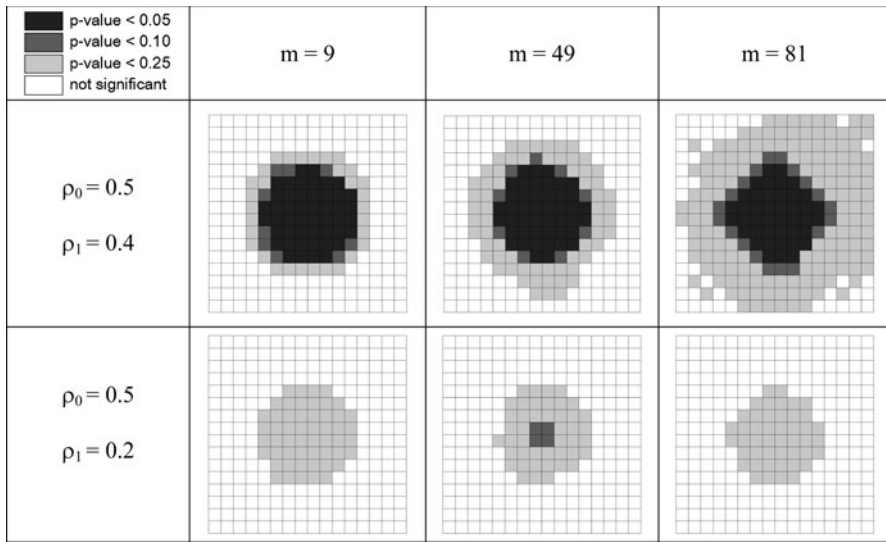 p-value < 0.05
p-value < 0.10
p-value < 0.25
not significant
m = 9
m = 49
m = 81
ρ₀ = 0.5
ρ₁ = 0.4
ρ₀ = 0.5
ρ₁ = 0.2